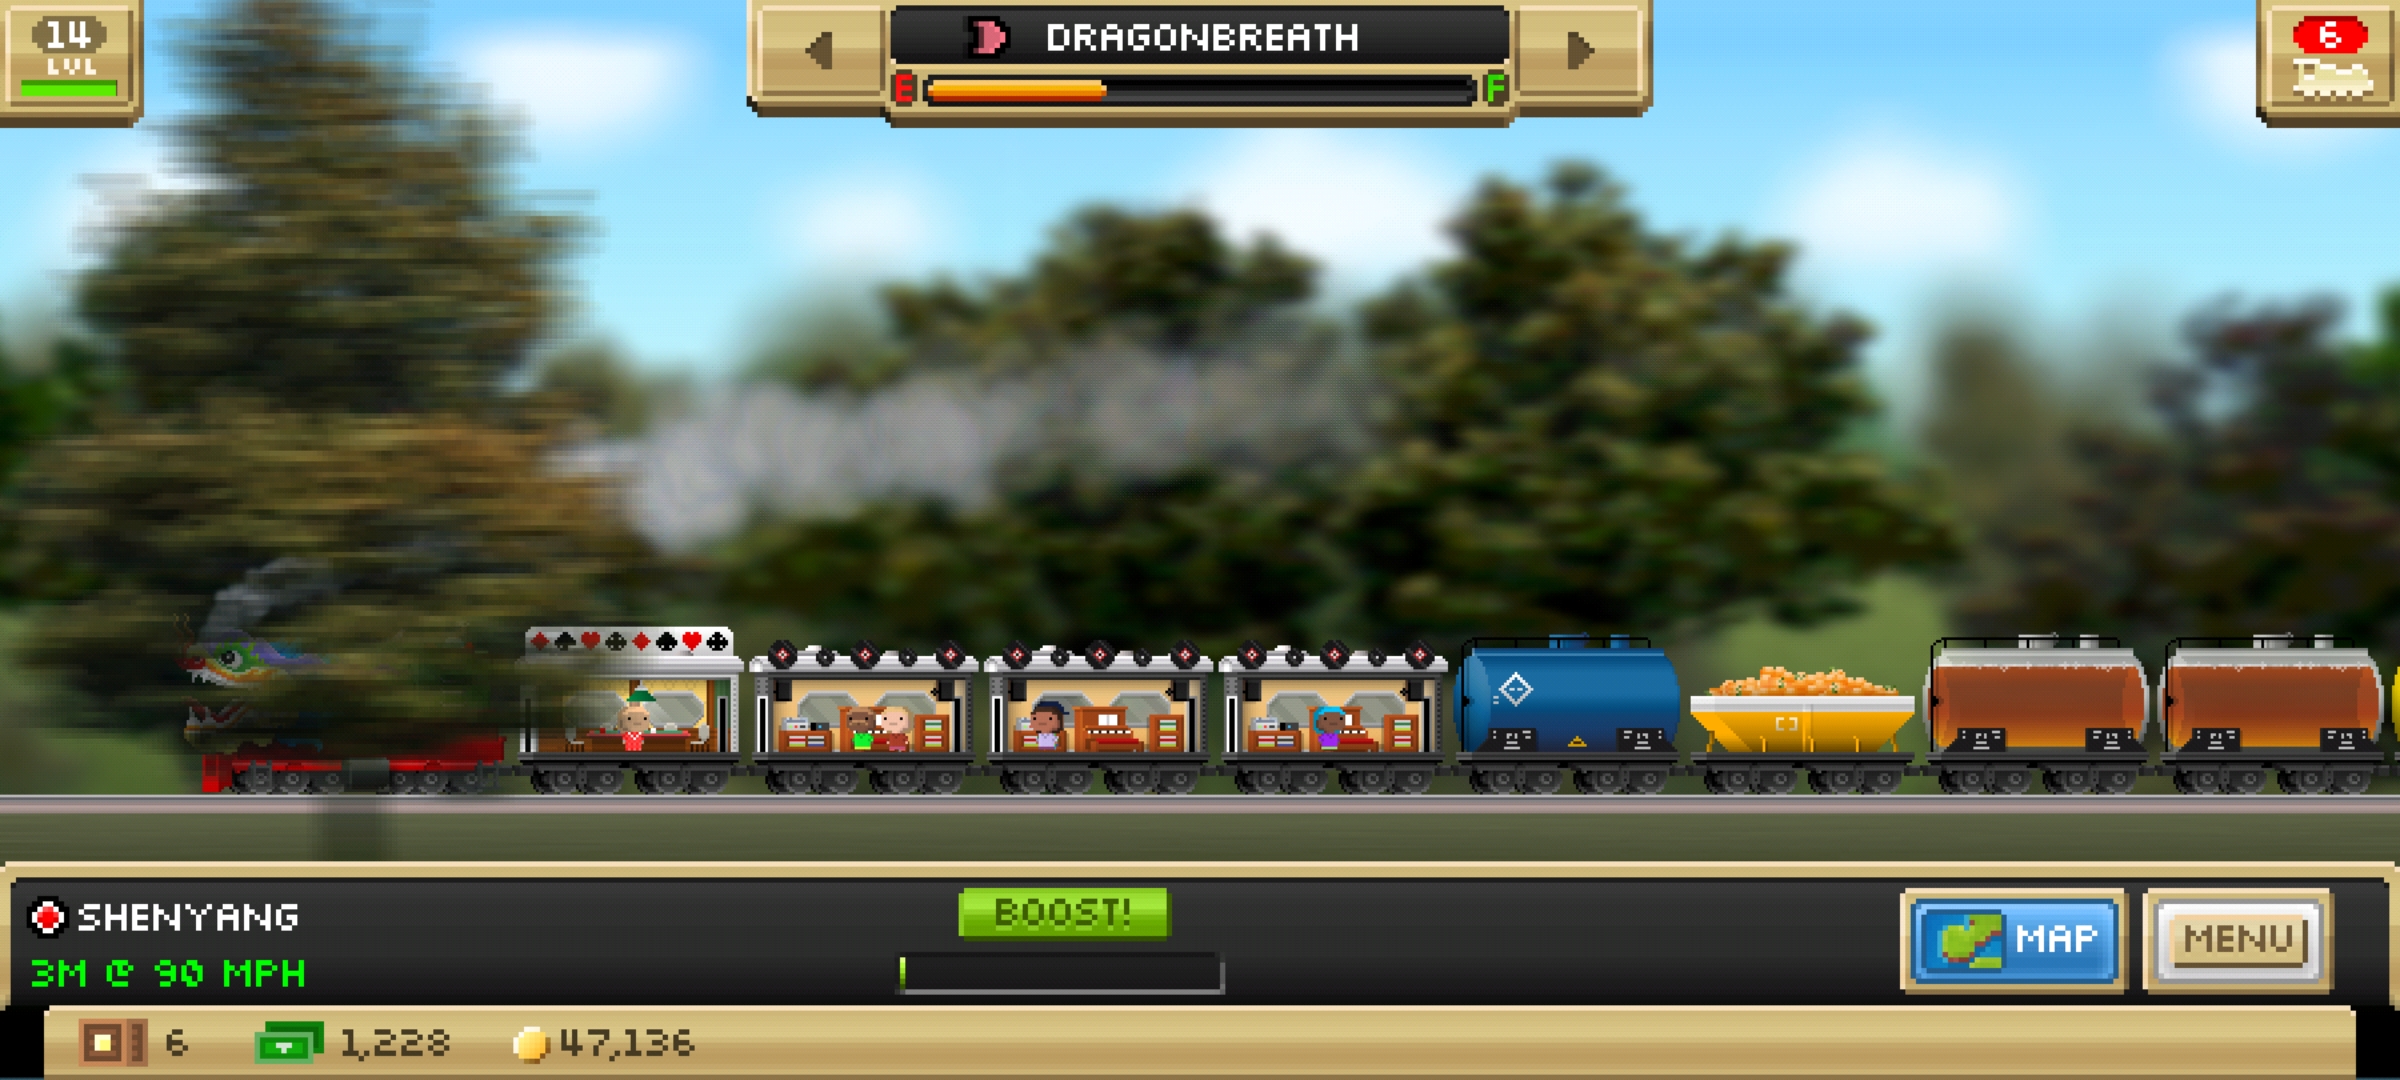 14
LVL
DRAGONBREATH
E F
6
SHENYANG
3M @ 90 MPH
BOOST!
MAP
MENU
6 1,228 47,136